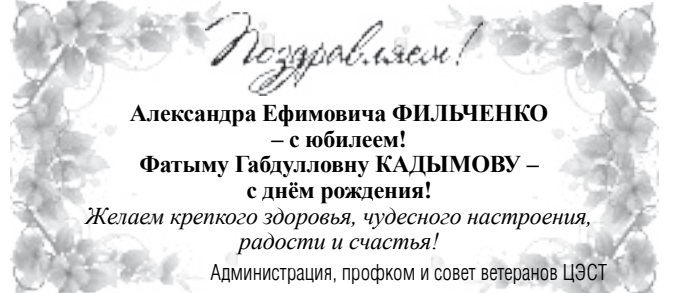 Поздравляем!
Александра Ефимовича ФИЛЬЧЕНКО
– с юбилеем!
Фатыму Габдулловну КАДЫМОВУ –
с днём рождения!
Желаем крепкого здоровья, чудесного настроения,
радости и счастья!
Администрация, профком и совет ветеранов ЦЭСТ